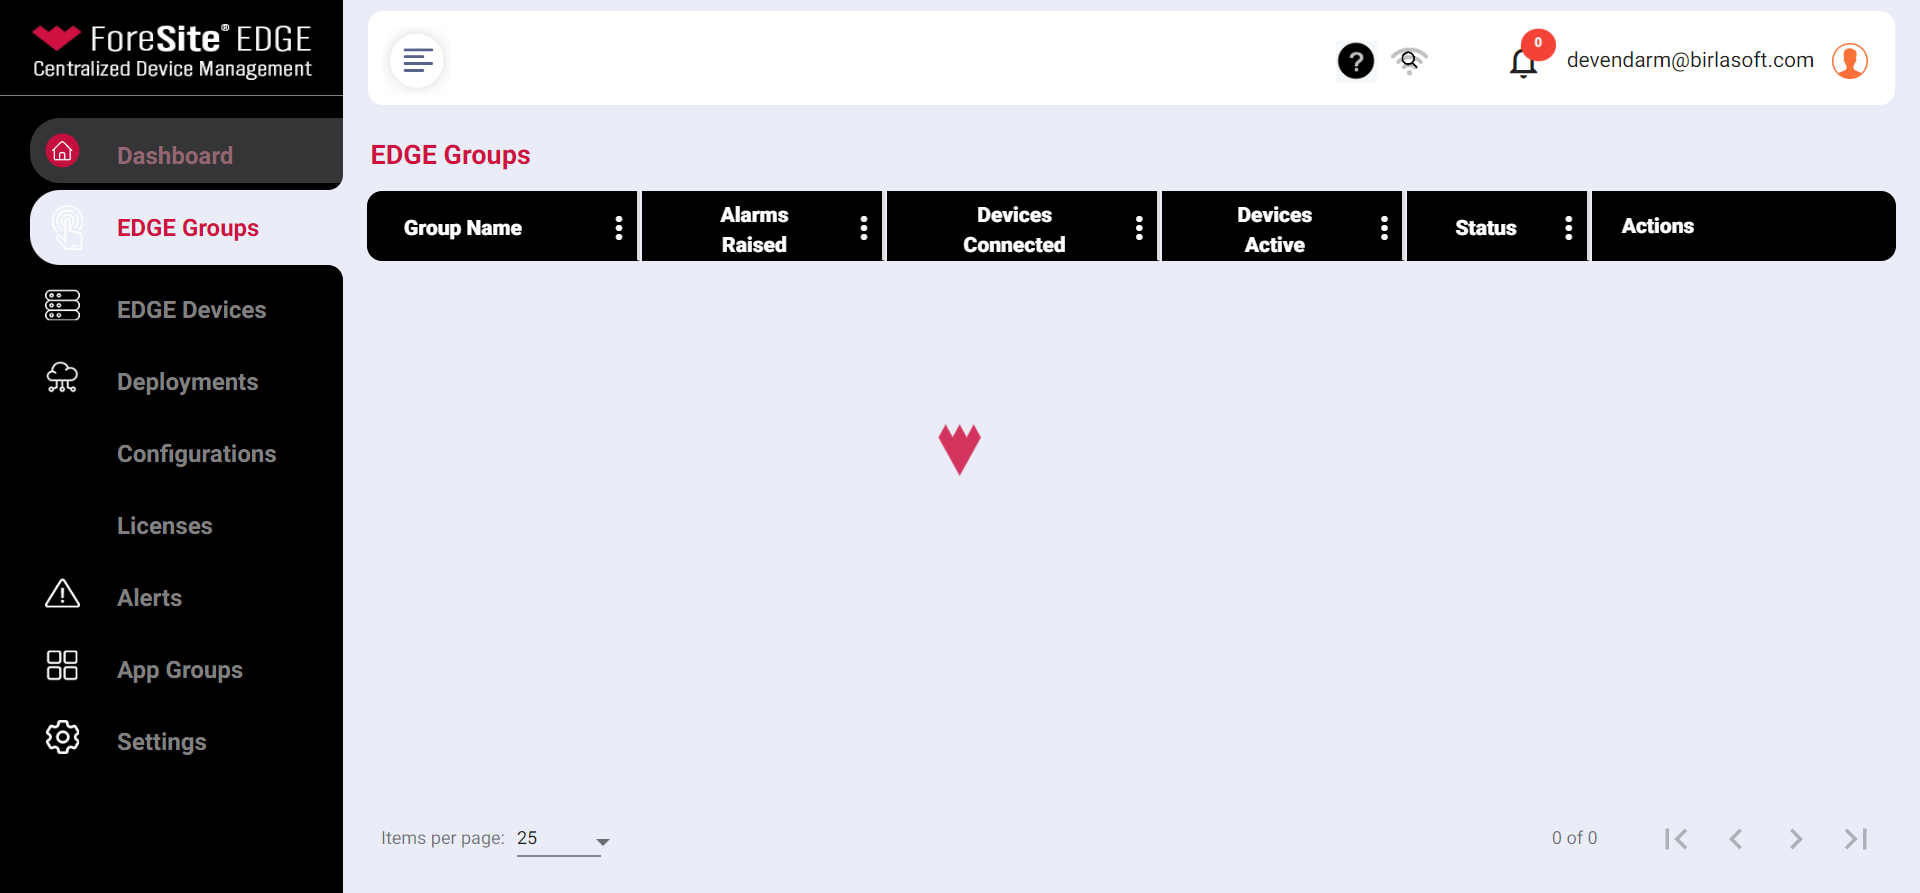 ForeSite® EDGE
Centralized Device Management
Dashboard
EDGE Groups
EDGE Devices
Deployments
Configurations
Licenses
Alerts
App Groups
Settings
?
0
devendarm@birlasoft.com
EDGE Groups
Group Name
Alarms
Raised
Devices
Connected
Devices
Active
Status
Actions
Items per page: 25
0 of 0